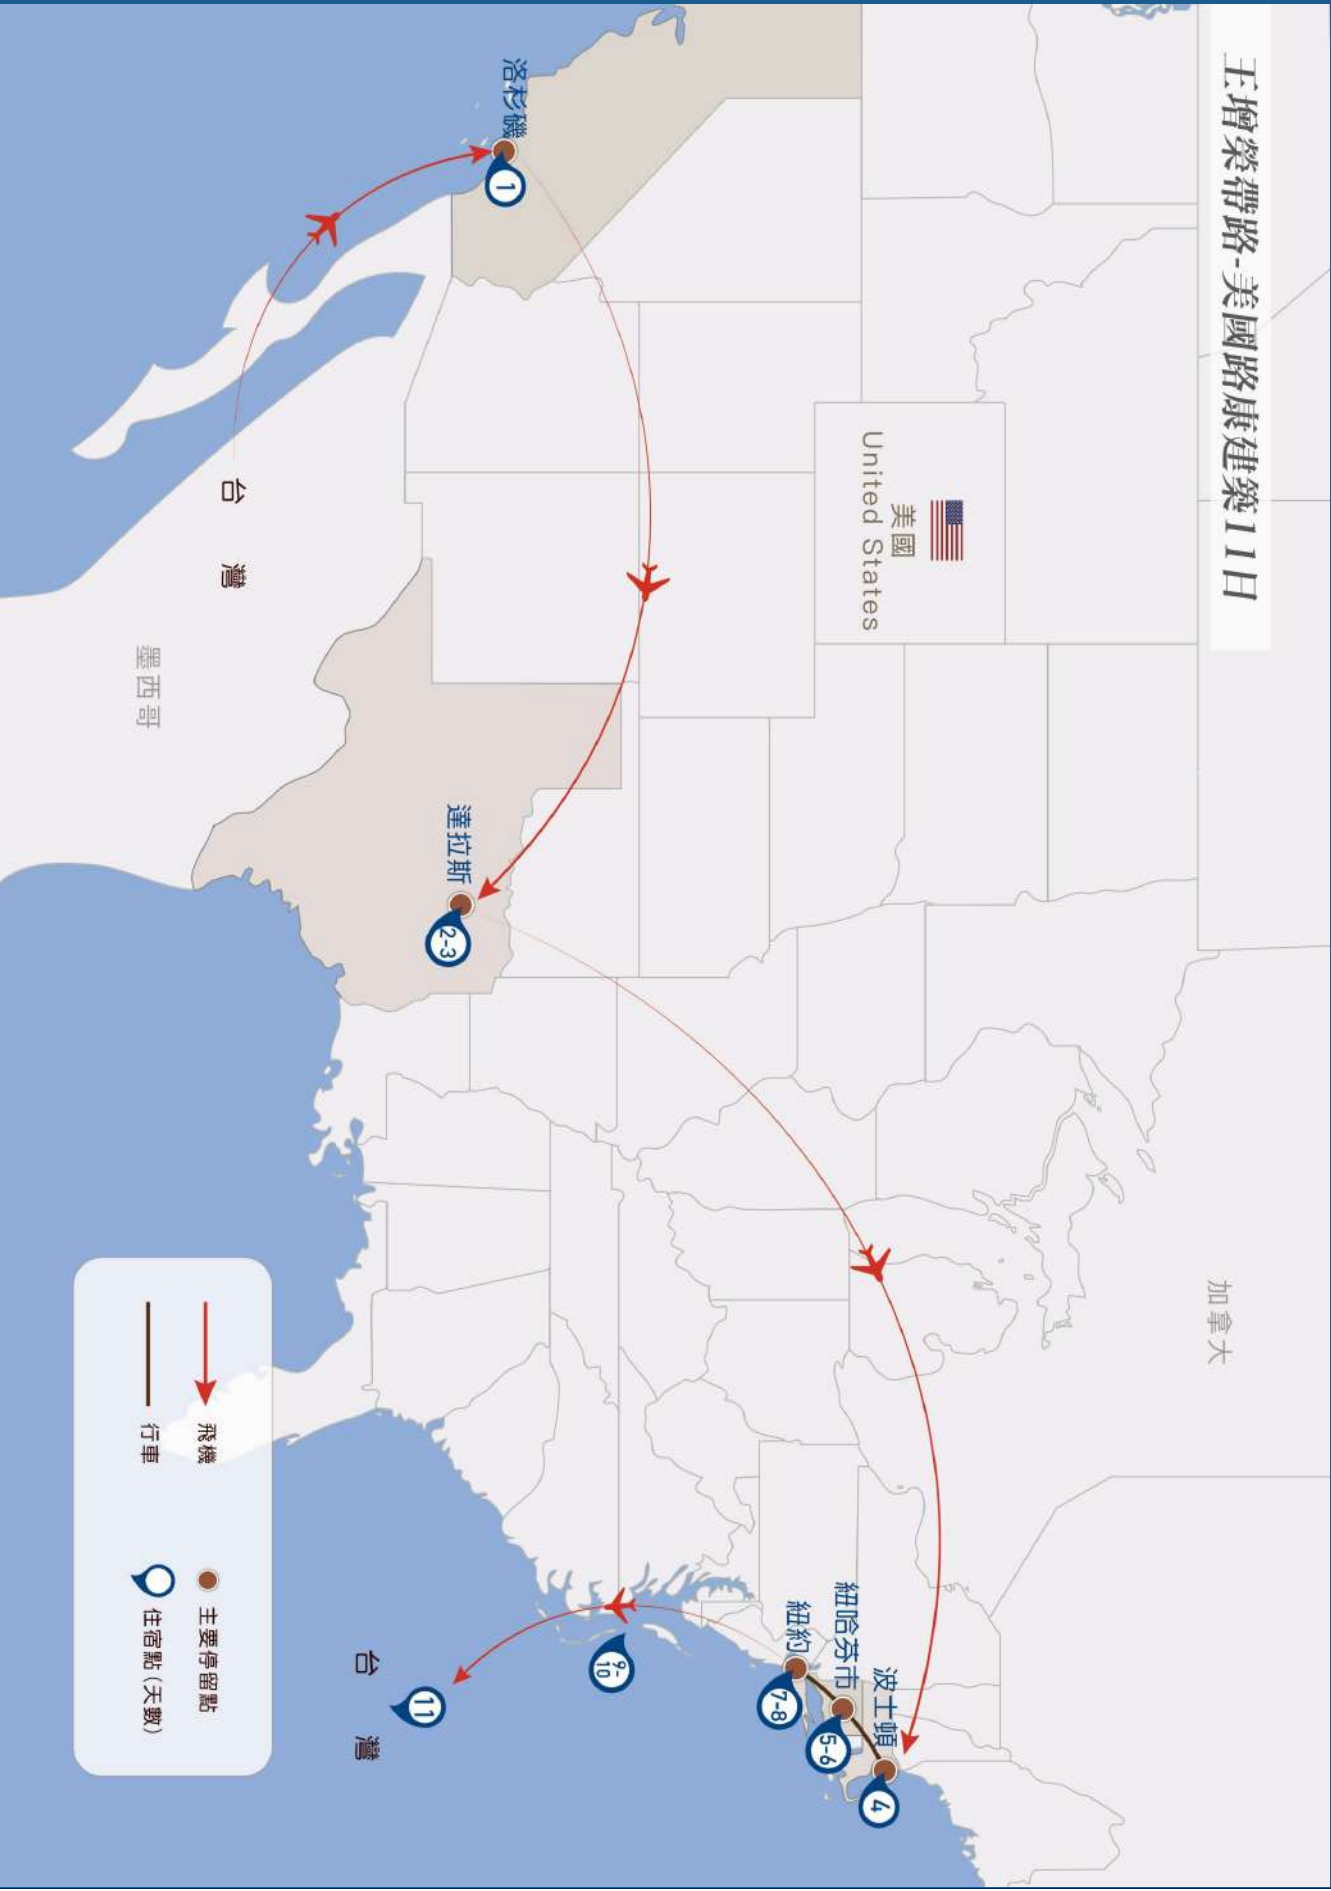 王增榮帶路-美國路康建築11日
加拿大
美國
United States
洛杉磯
1
台 灣
墨西哥
達拉斯
2-3
波士頓
4
紐哈芬市
5-6
紐約
7-8
9-
10
11
台 灣
飛機
主要停留點
行車
住宿點(天數)